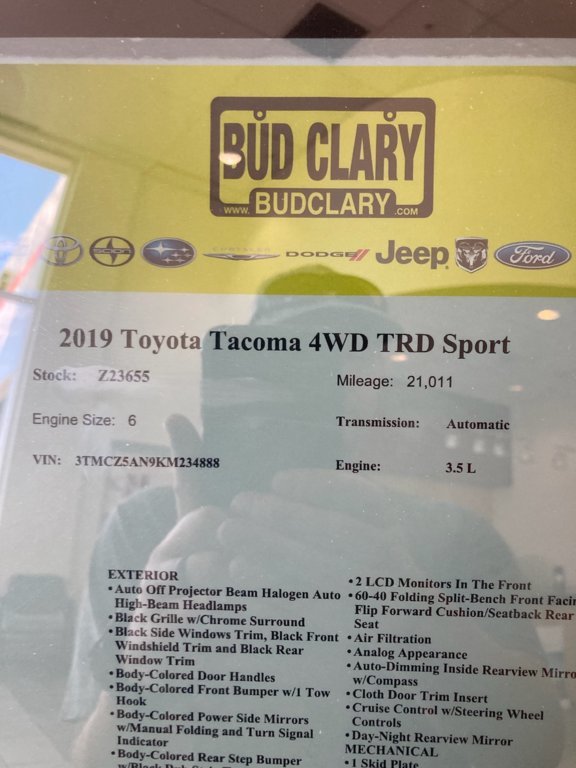 BUD CLARY
WWW. BUDCLARY .COM
SCION
SUBARU
CHRYSLER
DODGE
Jeep
Ford
2019 Toyota Tacoma 4WD TRD Sport
Stock: Z23655
Mileage: 21,011
Engine Size: 6
Transmission: Automatic
VIN: 3TMCZ5AN9KM234888
Engine: 3.5 L
EXTERIOR
•Auto Off Projector Beam Halogen Auto
High-Beam Headlamps
•Black Grille w/Chrome Surround
•Black Side Windows Trim, Black Front
Windshield Trim and Black Rear
Window Trim
•Body-Colored Door Handles
•Body-Colored Front Bumper w/1 Tow
Hook
•Body-Colored Power Side Mirrors
w/Manual Folding and Turn Signal
Indicator
•Body-Colored Rear Step Bumper
•2 LCD Monitors In The Front
•60-40 Folding Split-Bench Front Facin
Flip Forward Cushion/Seatback Rear
Seat
•Air Filtration
•Analog Appearance
•Auto-Dimming Inside Rearview Mirro
w/Compass
•Cloth Door Trim Insert
•Cruise Control w/Steering Wheel
Controls
•Day-Night Rearview Mirror
MECHANICAL
•1 Skid Plate